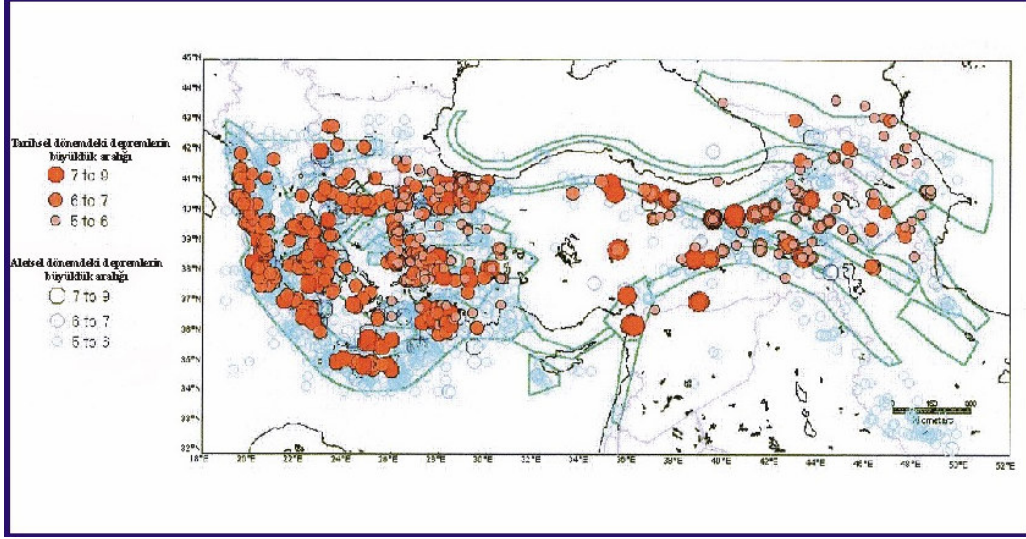 Tarihsel dönemdeki depremlerin
büyüklük aralığı
7 to 9
6 to 7
5 to 6
Aletsel dönemdeki depremlerin
büyüklük aralığı
7 to 9
6 to 7
5 to 6
45°N
44°N
43°N
42°N
41°N
40°N
39°N
38°N
37°N
36°N
35°N
34°N
33°N
32°N
18°E 20°E 22°E 24°E 26°E 28°E 30°E 32°E 34°E 36°E 38°E 40°E 42°E 44°E 46°E 48°E 50°E 52°E
Kilometers